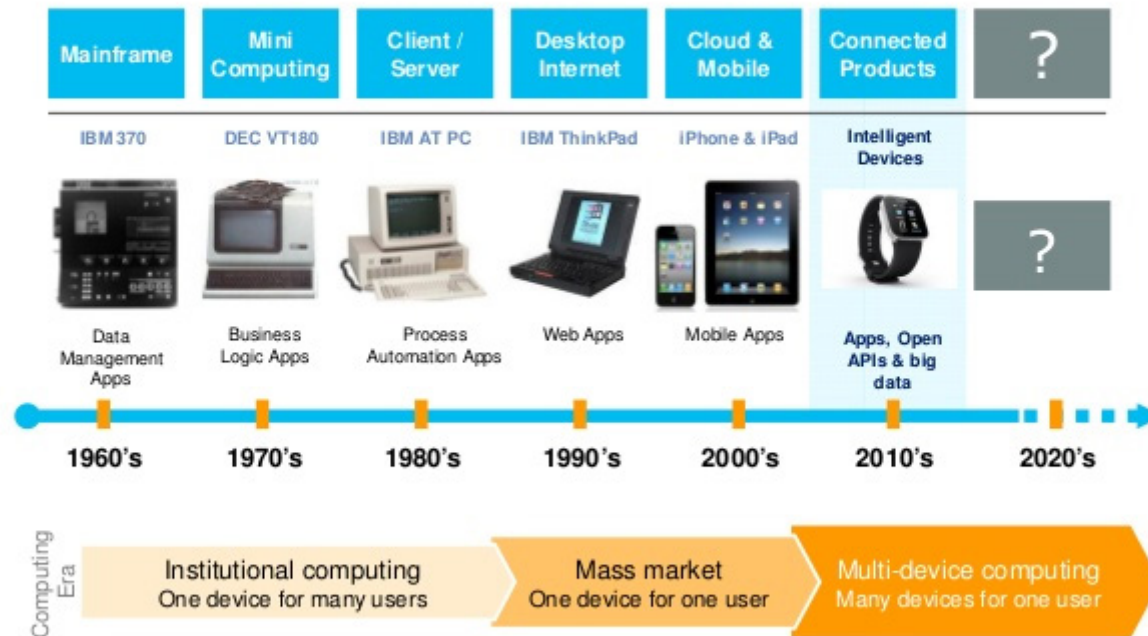 Mainframe
Mini
Computing
Client /
Server
Desktop
Internet
Cloud &
Mobile
Connected
Products
?
IBM 370
DEC VT180
IBM AT PC
IBM ThinkPad
iPhone & iPad
Intelligent
Devices
?
Data
Management
Apps
Business
Logic Apps
Process
Automation Apps
Web Apps
Mobile Apps
Apps, Open
APIs & big
data
1960's
1970's
1980's
1990's
2000's
2010's
2020's
Computing
Era
Institutional computing
One device for many users
Mass market
One device for one user
Multi-device computing
Many devices for one user